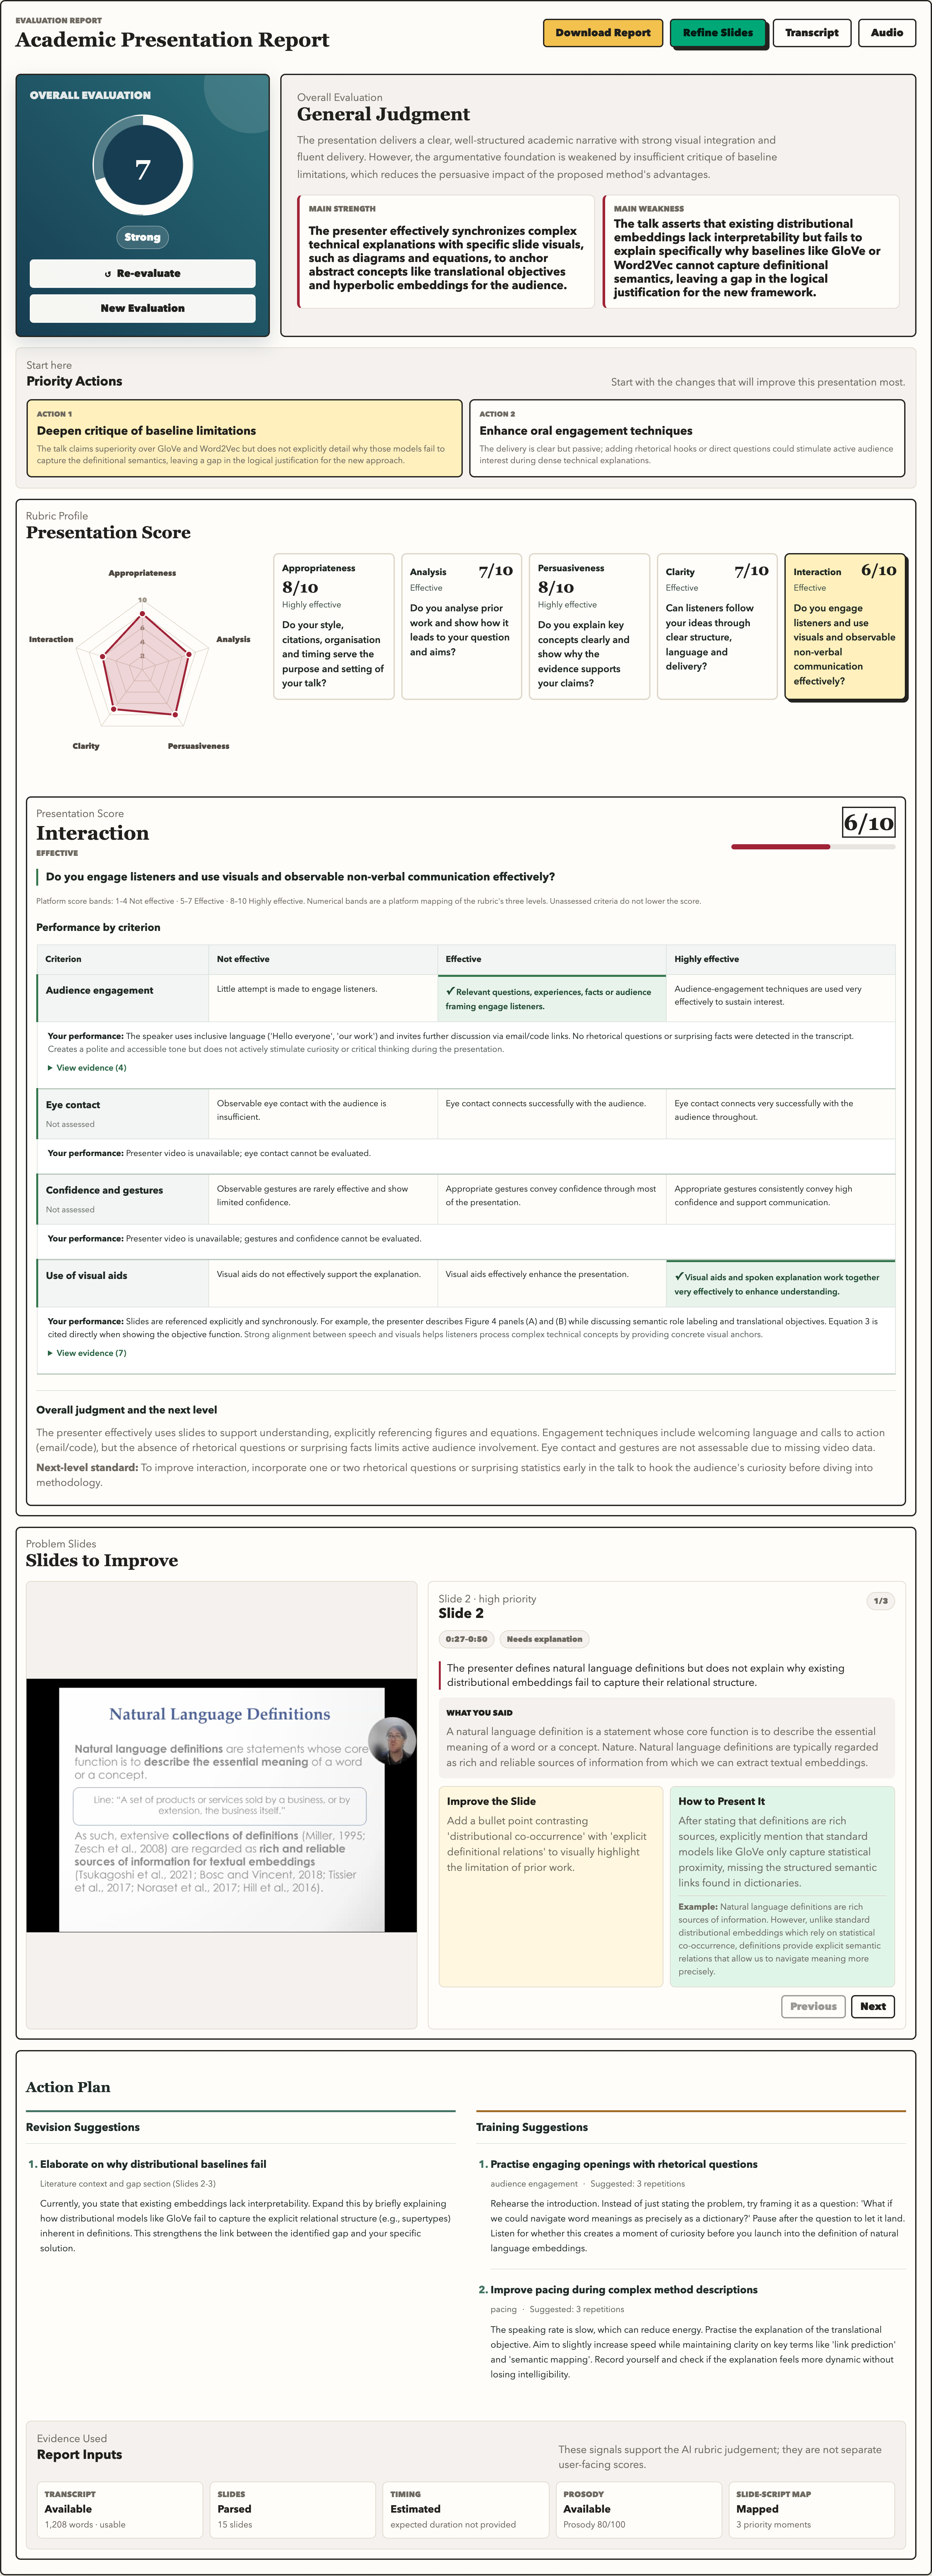 EVALUATION REPORT
Academic Presentation Report
Download Report
Refine Slides
Transcript
Audio
OVERALL EVALUATION
7
Strong
↺ Re-evaluate
New Evaluation
Overall Evaluation
General Judgment
The presentation delivers a clear, well-structured academic narrative with strong visual integration and
fluent delivery. However, the argumentative foundation is weakened by insufficient critique of baseline
limitations, which reduces the persuasive impact of the proposed method's advantages.
MAIN STRENGTH
The presenter effectively synchronizes complex
technical explanations with specific slide visuals,
such as diagrams and equations, to anchor
abstract concepts like translational objectives
and hyperbolic embeddings for the audience.
MAIN WEAKNESS
The talk asserts that existing distributional
embeddings lack interpretability but fails to
explain specifically why baselines like GloVe or
Word2Vec cannot capture definitional
semantics, leaving a gap in the logical
justification for the new framework.
Start here
Priority Actions
Start with the changes that will improve this presentation most.
ACTION 1
Deepen critique of baseline limitations
The talk claims superiority over GloVe and Word2Vec but does not explicitly detail why those models fail to
capture the definitional semantics, leaving a gap in the logical justification for the new approach.
ACTION 2
Enhance oral engagement techniques
The delivery is clear but passive; adding rhetorical hooks or direct questions could stimulate active audience
interest during dense technical explanations.
Rubric Profile
Presentation Score
Appropriateness
10
8
6
4
2
Interaction
Analysis
Clarity
Persuasiveness
Appropriateness
8/10
Highly effective
Do your style,
citations, organisation
and timing serve the
purpose and setting of
your talk?
Analysis 7/10
Effective
Do you analyse prior
work and show how it
leads to your question
and aims?
Persuasiveness
8/10
Highly effective
Do you explain key
concepts clearly and
show why the
evidence supports
your claims?
Clarity 7/10
Effective
Can listeners follow
your ideas through
clear structure,
language and
delivery?
Interaction 6/10
Effective
Do you engage
listeners and use
visuals and observable
non-verbal
communication
effectively?
Presentation Score
Interaction
EFFECTIVE
6/10
Do you engage listeners and use visuals and observable non-verbal communication effectively?
Platform score bands: 1–4 Not effective · 5–7 Effective · 8–10 Highly effective. Numerical bands are a platform mapping of the rubric's three levels. Unassessed criteria do not lower the score.
Performance by criterion
Criterion Not effective Effective Highly effective
Audience engagement
Little attempt is made to engage listeners.
✓Relevant questions, experiences, facts or audience
framing engage listeners.
Audience-engagement techniques are used very
effectively to sustain interest.
Your performance: The speaker uses inclusive language ('Hello everyone', 'our work') and invites further discussion via email/code links. No rhetorical questions or surprising facts were detected in the transcript.
Creates a polite and accessible tone but does not actively stimulate curiosity or critical thinking during the presentation.
▶ View evidence (4)
Eye contact
Not assessed
Observable eye contact with the audience is
insufficient.
Eye contact connects successfully with the audience.
Eye contact connects very successfully with the
audience throughout.
Your performance: Presenter video is unavailable; eye contact cannot be evaluated.
Confidence and gestures
Not assessed
Observable gestures are rarely effective and show
limited confidence.
Appropriate gestures convey confidence through most
of the presentation.
Appropriate gestures consistently convey high
confidence and support communication.
Your performance: Presenter video is unavailable; gestures and confidence cannot be evaluated.
Use of visual aids
Visual aids do not effectively support the explanation.
Visual aids effectively enhance the presentation.
✓Visual aids and spoken explanation work together
very effectively to enhance understanding.
Your performance: Slides are referenced explicitly and synchronously. For example, the presenter describes Figure 4 panels (A) and (B) while discussing semantic role labeling and translational objectives. Equation 3 is
cited directly when showing the objective function. Strong alignment between speech and visuals helps listeners process complex technical concepts by providing concrete visual anchors.
▶ View evidence (7)
Overall judgment and the next level
The presenter effectively uses slides to support understanding, explicitly referencing figures and equations. Engagement techniques include welcoming language and calls to action
(email/code), but the absence of rhetorical questions or surprising facts limits active audience involvement. Eye contact and gestures are not assessable due to missing video data.
Next-level standard: To improve interaction, incorporate one or two rhetorical questions or surprising statistics early in the talk to hook the audience's curiosity before diving into
methodology.
Problem Slides
Slides to Improve
Natural Language Definitions
Natural language definitions are statements whose core
function is to describe the essential meaning of a word
or a concept.
Line: "A set of products or services sold by a business, or by
extension, the business itself."
As such, extensive collections of definitions (Miller, 1995;
Zesch et al., 2008) are regarded as rich and reliable
sources of information for textual embeddings
(Tsukagoshi et al., 2021; Bosc and Vincent, 2018; Tissier
et al., 2017; Noraset et al., 2017; Hill et al., 2016).
Slide 2 · high priority
Slide 2
1/3
0:27-0:50
Needs explanation
The presenter defines natural language definitions but does not explain why existing
distributional embeddings fail to capture their relational structure.
WHAT YOU SAID
A natural language definition is a statement whose core function is to describe the essential
meaning of a word or a concept. Nature. Natural language definitions are typically regarded
as rich and reliable sources of information from which we can extract textual embeddings.
Improve the Slide
Add a bullet point contrasting
'distributional co-occurrence' with 'explicit
definitional relations' to visually highlight
the limitation of prior work.
How to Present It
After stating that definitions are rich
sources, explicitly mention that standard
models like GloVe only capture statistical
proximity, missing the structured semantic
links found in dictionaries.
Example: Natural language definitions are rich
sources of information. However, unlike standard
distributional embeddings which rely on statistical
co-occurrence, definitions provide explicit semantic
relations that allow us to navigate meaning more
precisely.
Previous
Next
Action Plan
Revision Suggestions
1. Elaborate on why distributional baselines fail
Literature context and gap section (Slides 2-3)
Currently, you state that existing embeddings lack interpretability. Expand this by briefly explaining
how distributional models like GloVe fail to capture the explicit relational structure (e.g., supertypes)
inherent in definitions. This strengthens the link between the identified gap and your specific
solution.
Training Suggestions
1. Practise engaging openings with rhetorical questions
audience engagement · Suggested: 3 repetitions
Rehearse the introduction. Instead of just stating the problem, try framing it as a question: 'What if
we could navigate word meanings as precisely as a dictionary?' Pause after the question to let it land.
Listen for whether this creates a moment of curiosity before you launch into the definition of natural
language embeddings.
2. Improve pacing during complex method descriptions
pacing · Suggested: 3 repetitions
The speaking rate is slow, which can reduce energy. Practise the explanation of the translational
objective. Aim to slightly increase speed while maintaining clarity on key terms like 'link prediction'
and 'semantic mapping'. Record yourself and check if the explanation feels more dynamic without
losing intelligibility.
Evidence Used
Report Inputs
These signals support the AI rubric judgement; they are not separate
user-facing scores.
TRANSCRIPT
Available
1,208 words · usable
SLIDES
Parsed
15 slides
TIMING
Estimated
expected duration not provided
PROSODY
Available
Prosody 80/100
SLIDE-SCRIPT MAP
Mapped
3 priority moments